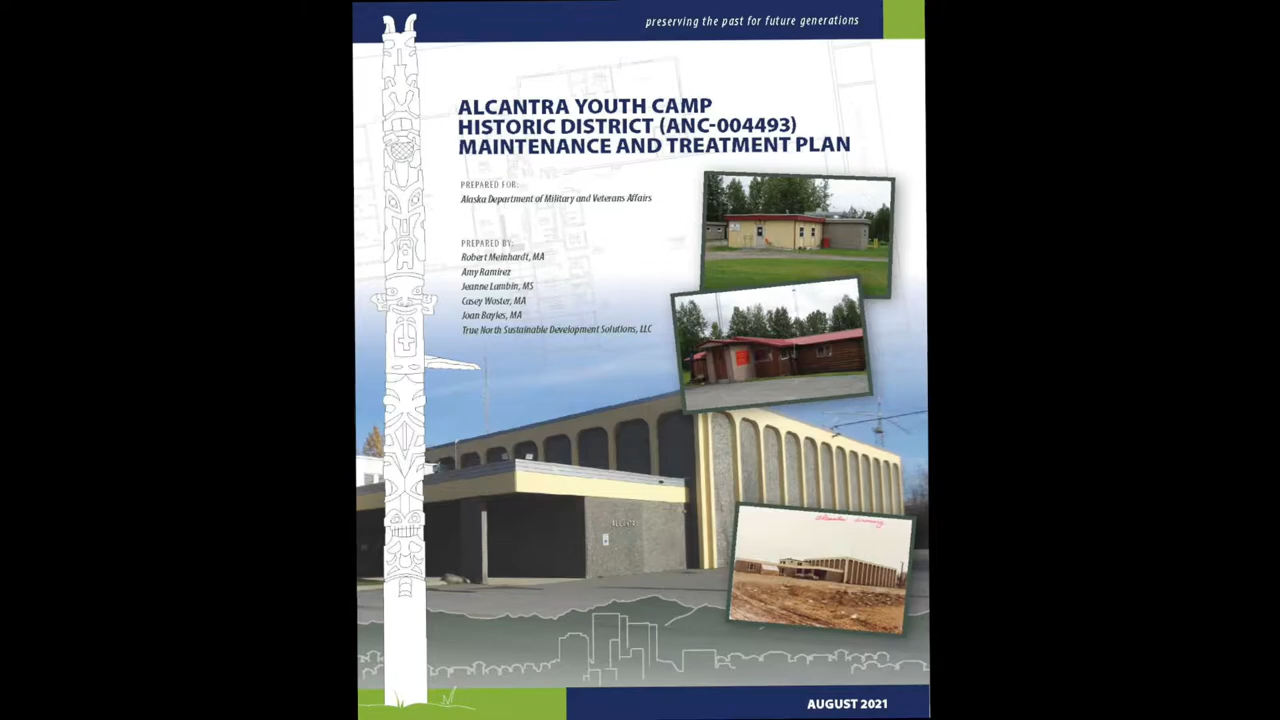 preserving the past for future generations
ALCANTRA YOUTH CAMP
HISTORIC DISTRICT (ANC-004493)
MAINTENANCE AND TREATMENT PLAN
PREPARED FOR:
Alaska Department of Military and Veterans Affairs
PREPARED BY:
Robert Meinhardt, MA
Amy Ramirez
Jeanne Lambin, MS
Casey Woster, MA
Joan Bayles, MA
True North Sustainable Development Solutions, LLC
Alcantra Armory
AUGUST 2021